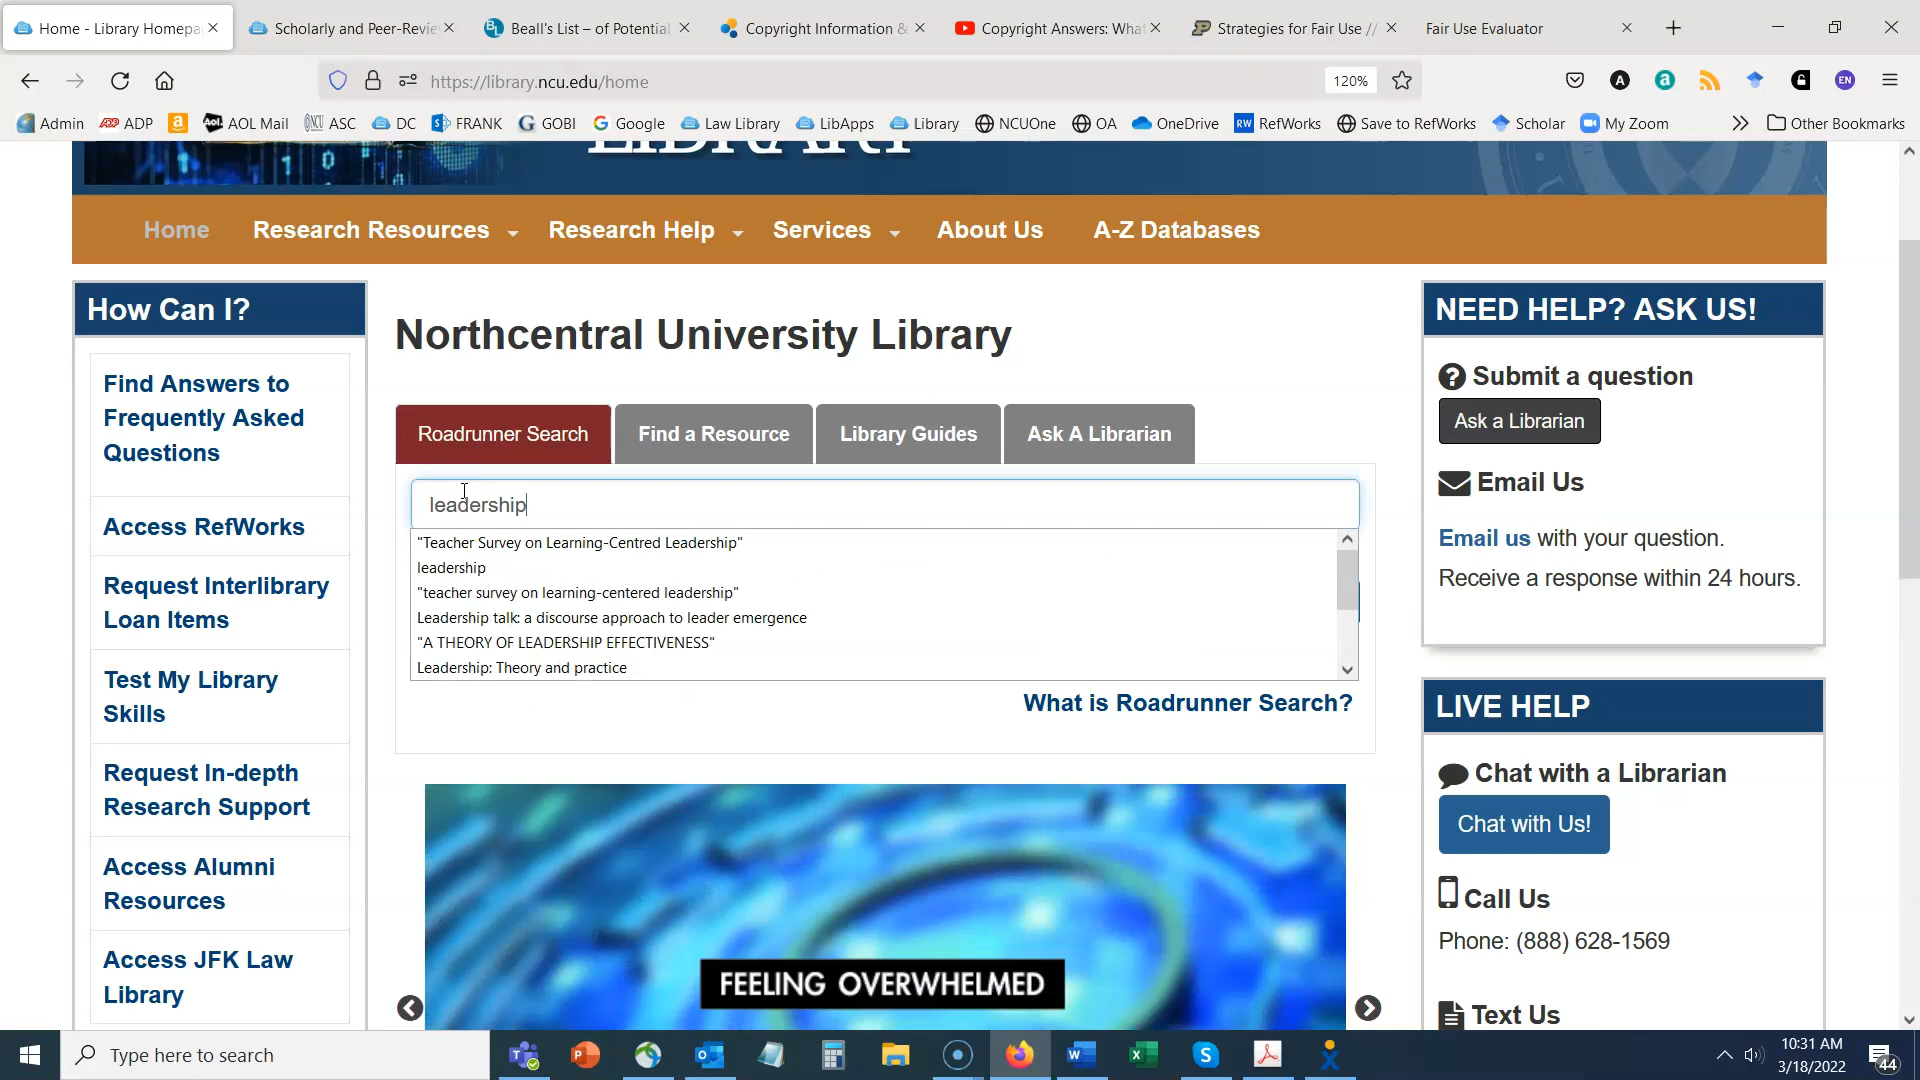 Home - Library Homepa
Scholarly and Peer-Revie
Beall's List – of Potential
Copyright Information &
Copyright Answers: Wha
Strategies for Fair Use //
Fair Use Evaluator
https://library.ncu.edu/home
120%
Admin
ADP
AOL Mail
ASC
DC
FRANK
GOBI
Google
Law Library
LibApps
Library
NCUOne
OA
OneDrive
RefWorks
Save to RefWorks
Scholar
My Zoom
Other Bookmarks
LIBRARY
Home
Research Resources
Research Help
Services
About Us
A-Z Databases
How Can I?
Find Answers to
Frequently Asked
Questions
Access RefWorks
Request Interlibrary
Loan Items
Test My Library
Skills
Request In-depth
Research Support
Access Alumni
Resources
Access JFK Law
Library
Northcentral University Library
Roadrunner Search
Find a Resource
Library Guides
Ask A Librarian
leadership
"Teacher Survey on Learning-Centred Leadership"
leadership
"teacher survey on learning-centered leadership"
Leadership talk: a discourse approach to leader emergence
"A THEORY OF LEADERSHIP EFFECTIVENESS"
Leadership: Theory and practice
What is Roadrunner Search?
FEELING OVERWHELMED
NEED HELP? ASK US!
Submit a question
Ask a Librarian
Email Us
Email us with your question.
Receive a response within 24 hours.
LIVE HELP
Chat with a Librarian
Chat with Us!
Call Us
Phone: (888) 628-1569
Text Us
Type here to search
10:31 AM
3/18/2022
44